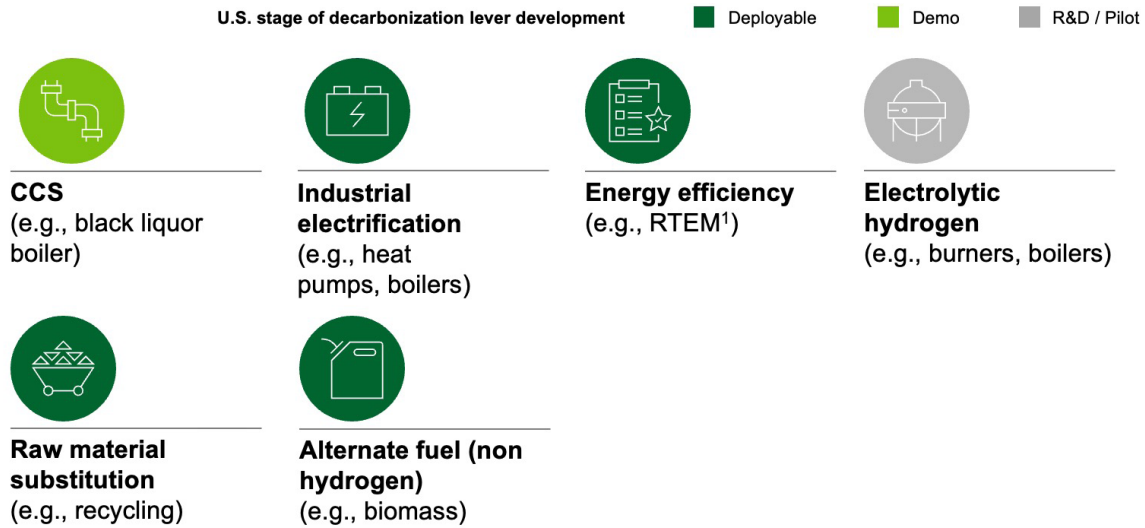 U.S. stage of decarbonization lever development
Deployable
Demo
R&D / Pilot
CCS
(e.g., black liquor
boiler)
Industrial
electrification
(e.g., heat
pumps, boilers)
Energy efficiency
(e.g., RTEM¹)
Electrolytic
hydrogen
(e.g., burners, boilers)
Raw material
substitution
(e.g., recycling)
Alternate fuel (non
hydrogen)
(e.g., biomass)